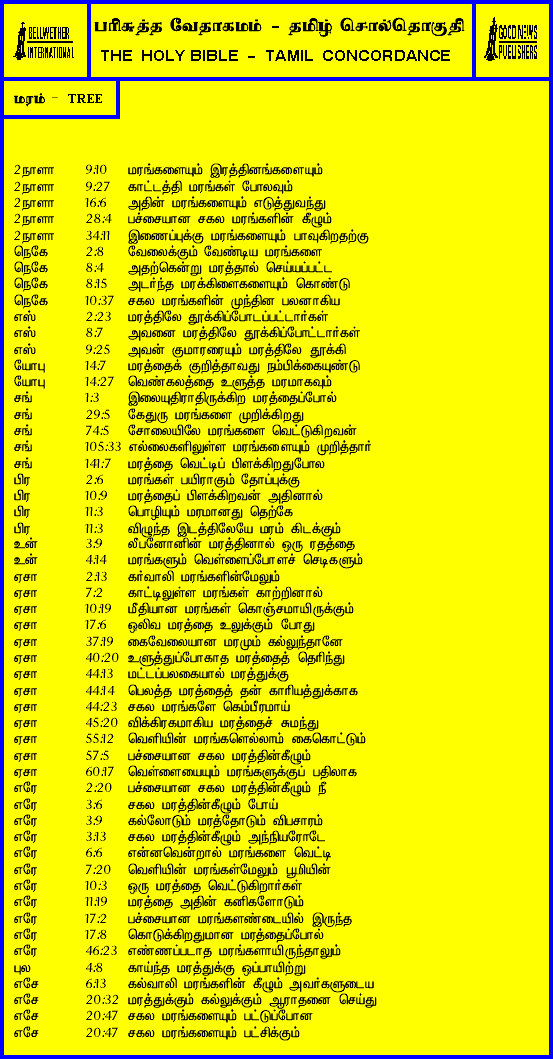 BELLWETHER
INTERNATIONAL
பரிசுத்த வேதாகமம் - தமிழ் சொல்தொகுதி
THE HOLY BIBLE - TAMIL CONCORDANCE
GOOD NEWS
PUBLISHERS
மரம் - TREE
2நாளா 9:10 மரங்களையும் இரத்தினங்களையும்
2நாளா 9:27 காட்டத்தி மரங்கள் போலவும்
2நாளா 16:6 அதின் மரங்களையும் எடுத்துவந்து
2நாளா 28:4 பச்சையான சகல மரங்களின் கீழும்
2நாளா 34:11 இணைப்புக்கு மரங்களையும் பாவுகிறதற்கு
நெகே 2:8 வேலைக்கும் வேண்டிய மரங்களை
நெகே 8:4 அதற்கென்று மரத்தால் செய்யப்பட்ட
நெகே 8:15 அடர்ந்த மரக்கிளைகளையும் கொண்டு
நெகே 10:37 சகல மரங்களின் முந்தின பலனாகிய
எஸ் 2:23 மரத்திலே தூக்கிப்போடப்பட்டார்கள்
எஸ் 8:7 அவனை மரத்திலே தூக்கிப்போட்டார்கள்
எஸ் 9:25 அவன் குமாரரையும் மரத்திலே தூக்கி
யோபு 14:7 மரத்தைக் குறித்தாவது நம்பிக்கையுண்டு
யோபு 14:27 வெண்கலத்தை உளுத்த மரமாகவும்
சங் 1:3 இலையுதிராதிருக்கிற மரத்தைப்போல்
சங் 29:5 கேதுரு மரங்களை முறிக்கிறது
சங் 74:5 சோலையிலே மரங்களை வெட்டுகிறவன்
சங் 105:33 எல்லைகளிலுள்ள மரங்களையும் முறித்தார்
சங் 141:7 மரத்தை வெட்டிப் பிளக்கிறதுபோல
பிர 2:6 மரங்கள் பயிராகும் தோப்புக்கு
பிர 10:9 மரத்தைப் பிளக்கிறவன் அதினால்
பிர 11:3 பொழியும் மரமானது தெற்கே
பிர 11:3 விழுந்த இடத்திலேயே மரம் கிடக்கும்
உன் 3:9 லீபனோனின் மரத்தினால் ஒரு ரதத்தை
உன் 4:14 மரங்களும் வெள்ளைப்போளச் செடிகளும்
ஏசா 2:13 கர்வாலி மரங்களின்மேலும்
ஏசா 7:2 காட்டிலுள்ள மரங்கள் காற்றினால்
ஏசா 10:19 மீதியான மரங்கள் கொஞ்சமாயிருக்கும்
ஏசா 17:6 ஒலிவ மரத்தை உலுக்கும் போது
ஏசா 37:19 கைவேலையான மரமும் கல்லுந்தானே
ஏசா 40:20 உளுத்துப்போகாத மரத்தைத் தெரிந்து
ஏசா 44:13 மட்டப்பலகையால் மரத்துக்கு
ஏசா 44:14 பெலத்த மரத்தைத் தன் காரியத்துக்காக
ஏசா 44:23 சகல மரங்களே கெம்பீரமாய்
ஏசா 45:20 விக்கிரகமாகிய மரத்தைச் சுமந்து
ஏசா 55:12 வெளியின் மரங்களெல்லாம் கைகொட்டும்
ஏசா 57:5 பச்சையான சகல மரத்தின்கீழும்
ஏசா 60:17 வெள்ளையையும் மரங்களுக்குப் பதிலாக
எரே 2:20 பச்சையான சகல மரத்தின்கீழும் நீ
எரே 3:6 சகல மரத்தின்கீழும் போய்
எரே 3:9 கல்லோடும் மரத்தோடும் விபசாரம்
எரே 3:13 சகல மரத்தின்கீழும் அந்நியரோடே
எரே 6:6 என்னவென்றால் மரங்களை வெட்டி
எரே 7:20 வெளியின் மரங்கள்மேலும் பூமியின்
எரே 10:3 ஒரு மரத்தை வெட்டுகிறார்கள்
எரே 11:19 மரத்தை அதின் கனிகளோடும்
எரே 17:2 பச்சையான மரங்களண்டையில் இருந்த
எரே 17:8 கொடுக்கிறதுமான மரத்தைப்போல்
எரே 46:23 எண்ணப்படாத மரங்களாயிருந்தாலும்
புல 4:8 காய்ந்த மரத்துக்கு ஒப்பாயிற்று
எசே 6:13 கல்வாலி மரங்களின் கீழும் அவர்களுடைய
எசே 20:32 மரத்துக்கும் கல்லுக்கும் ஆராதனை செய்து
எசே 20:47 சகல மரங்களையும் பட்டுப்போன
எசே 20:47 சகல மரங்களையும் பட்சிக்கும்